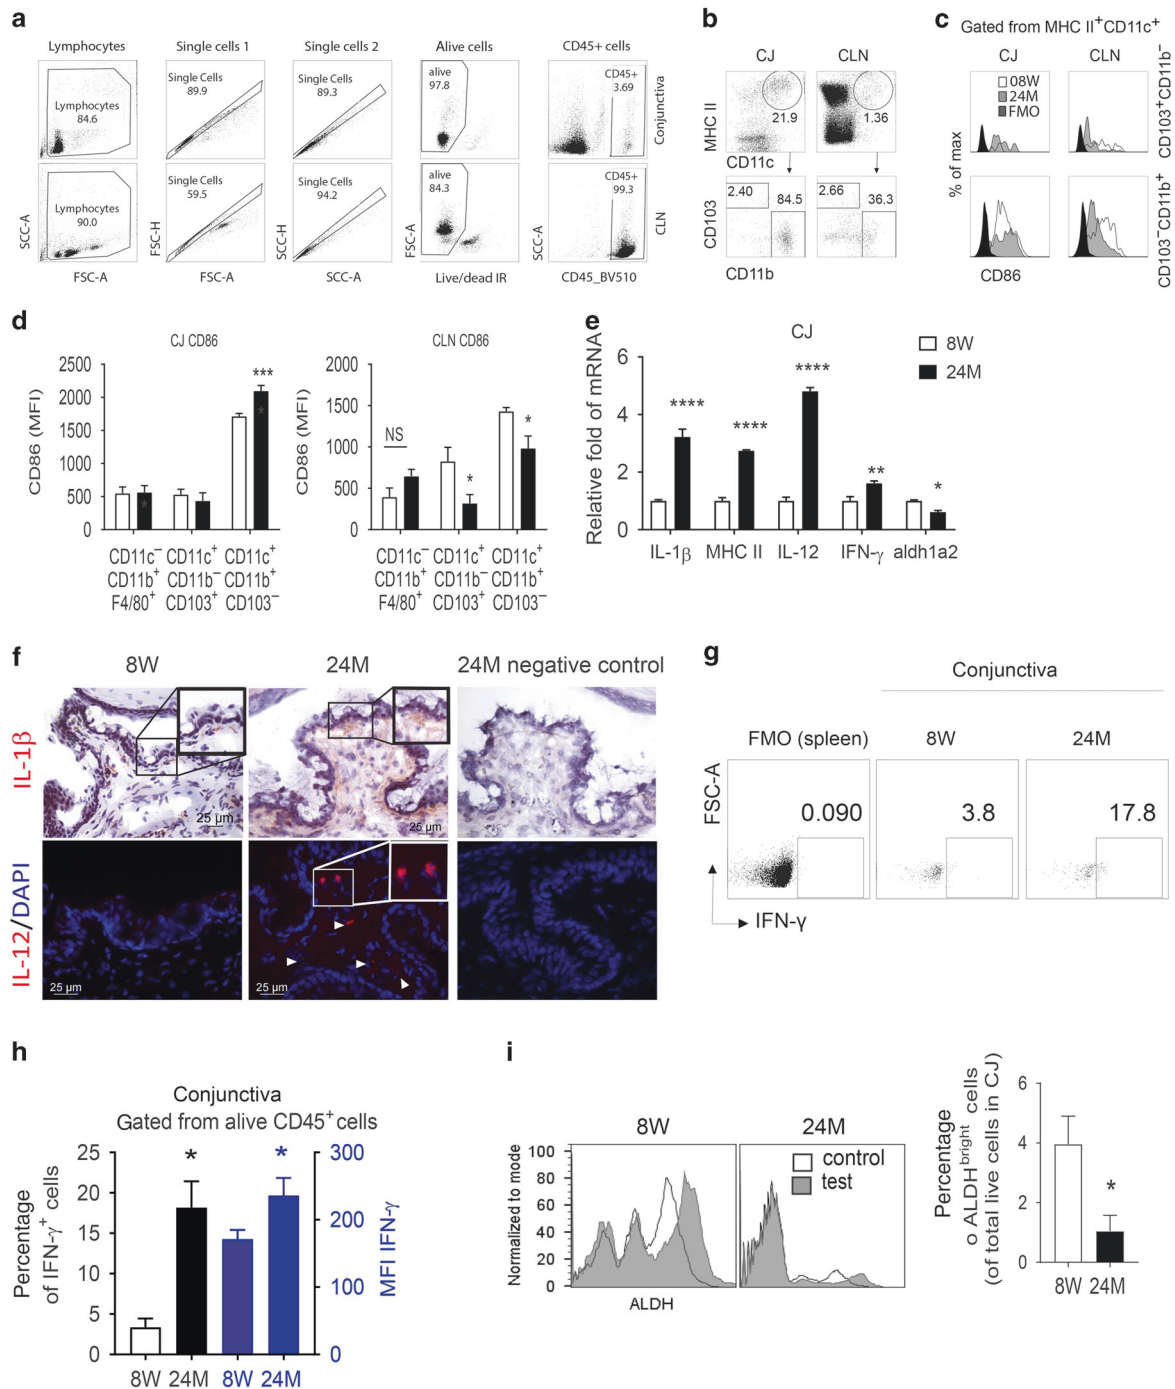 a
Lymphocytes
Single cells 1
Single cells 2
Alive cells
CD45+ cells
Lymphocytes
84.6
Single Cells
89.9
Single Cells
89.3
alive
97.8
CD45+
3.69
Conjunctiva
Lymphocytes
90.0
Single Cells
59.5
Single Cells
94.2
alive
84.3
CD45+
99.3
CLN
SCC-A
FSC-H
SCC-H
FSC-A
SCC-A
FSC-A
FSC-A
SCC-A
Live/dead IR
CD45_BV510
b
CJ
CLN
MHC II
21.9
1.36
CD11c
2.40
84.5
2.66
36.3
CD103
CD11b
c
Gated from MHC II+CD11c+
CJ
CLN
08W
24M
FMO
% of max
CD103+CD11b−
CD103−CD11b+
CD86
d
CJ CD86
CD86 (MFI)
2500
2000
1500
1000
500
0
*
***
*
CD11c− CD11c+ CD11c+
CD11b+ CD11b− CD11b+
F4/80+ CD103+ CD103−
CLN CD86
CD86 (MFI)
2000
1500
1000
500
0
NS
*
*
CD11c− CD11c+ CD11c+
CD11b+ CD11b− CD11b+
F4/80+ CD103+ CD103−
e
CJ
Relative fold of mRNA
6
4
2
0
****
****
****
**
*
IL-1β MHC II IL-12 IFN-γ aldh1a2
8W
24M
f
8W
24M
24M negative control
IL-1β
25 µm
25 µm
IL-12/DAPI
25 µm
25 µm
g
Conjunctiva
FMO (spleen)
8W
24M
FSC-A
0.090
3.8
17.8
IFN-γ
h
Conjunctiva
Gated from alive CD45+ cells
Percentage
of IFN-γ+ cells
25
20
15
10
5
0
*
*
300
200
100
0
MFI IFN-γ
8W 24M 8W 24M
i
8W
24M
Normalized to mode
100
80
60
40
20
0
control
test
ALDH
Percentage
o ALDHbright cells
(of total live cells in CJ)
6
4
2
0
*
8W 24M